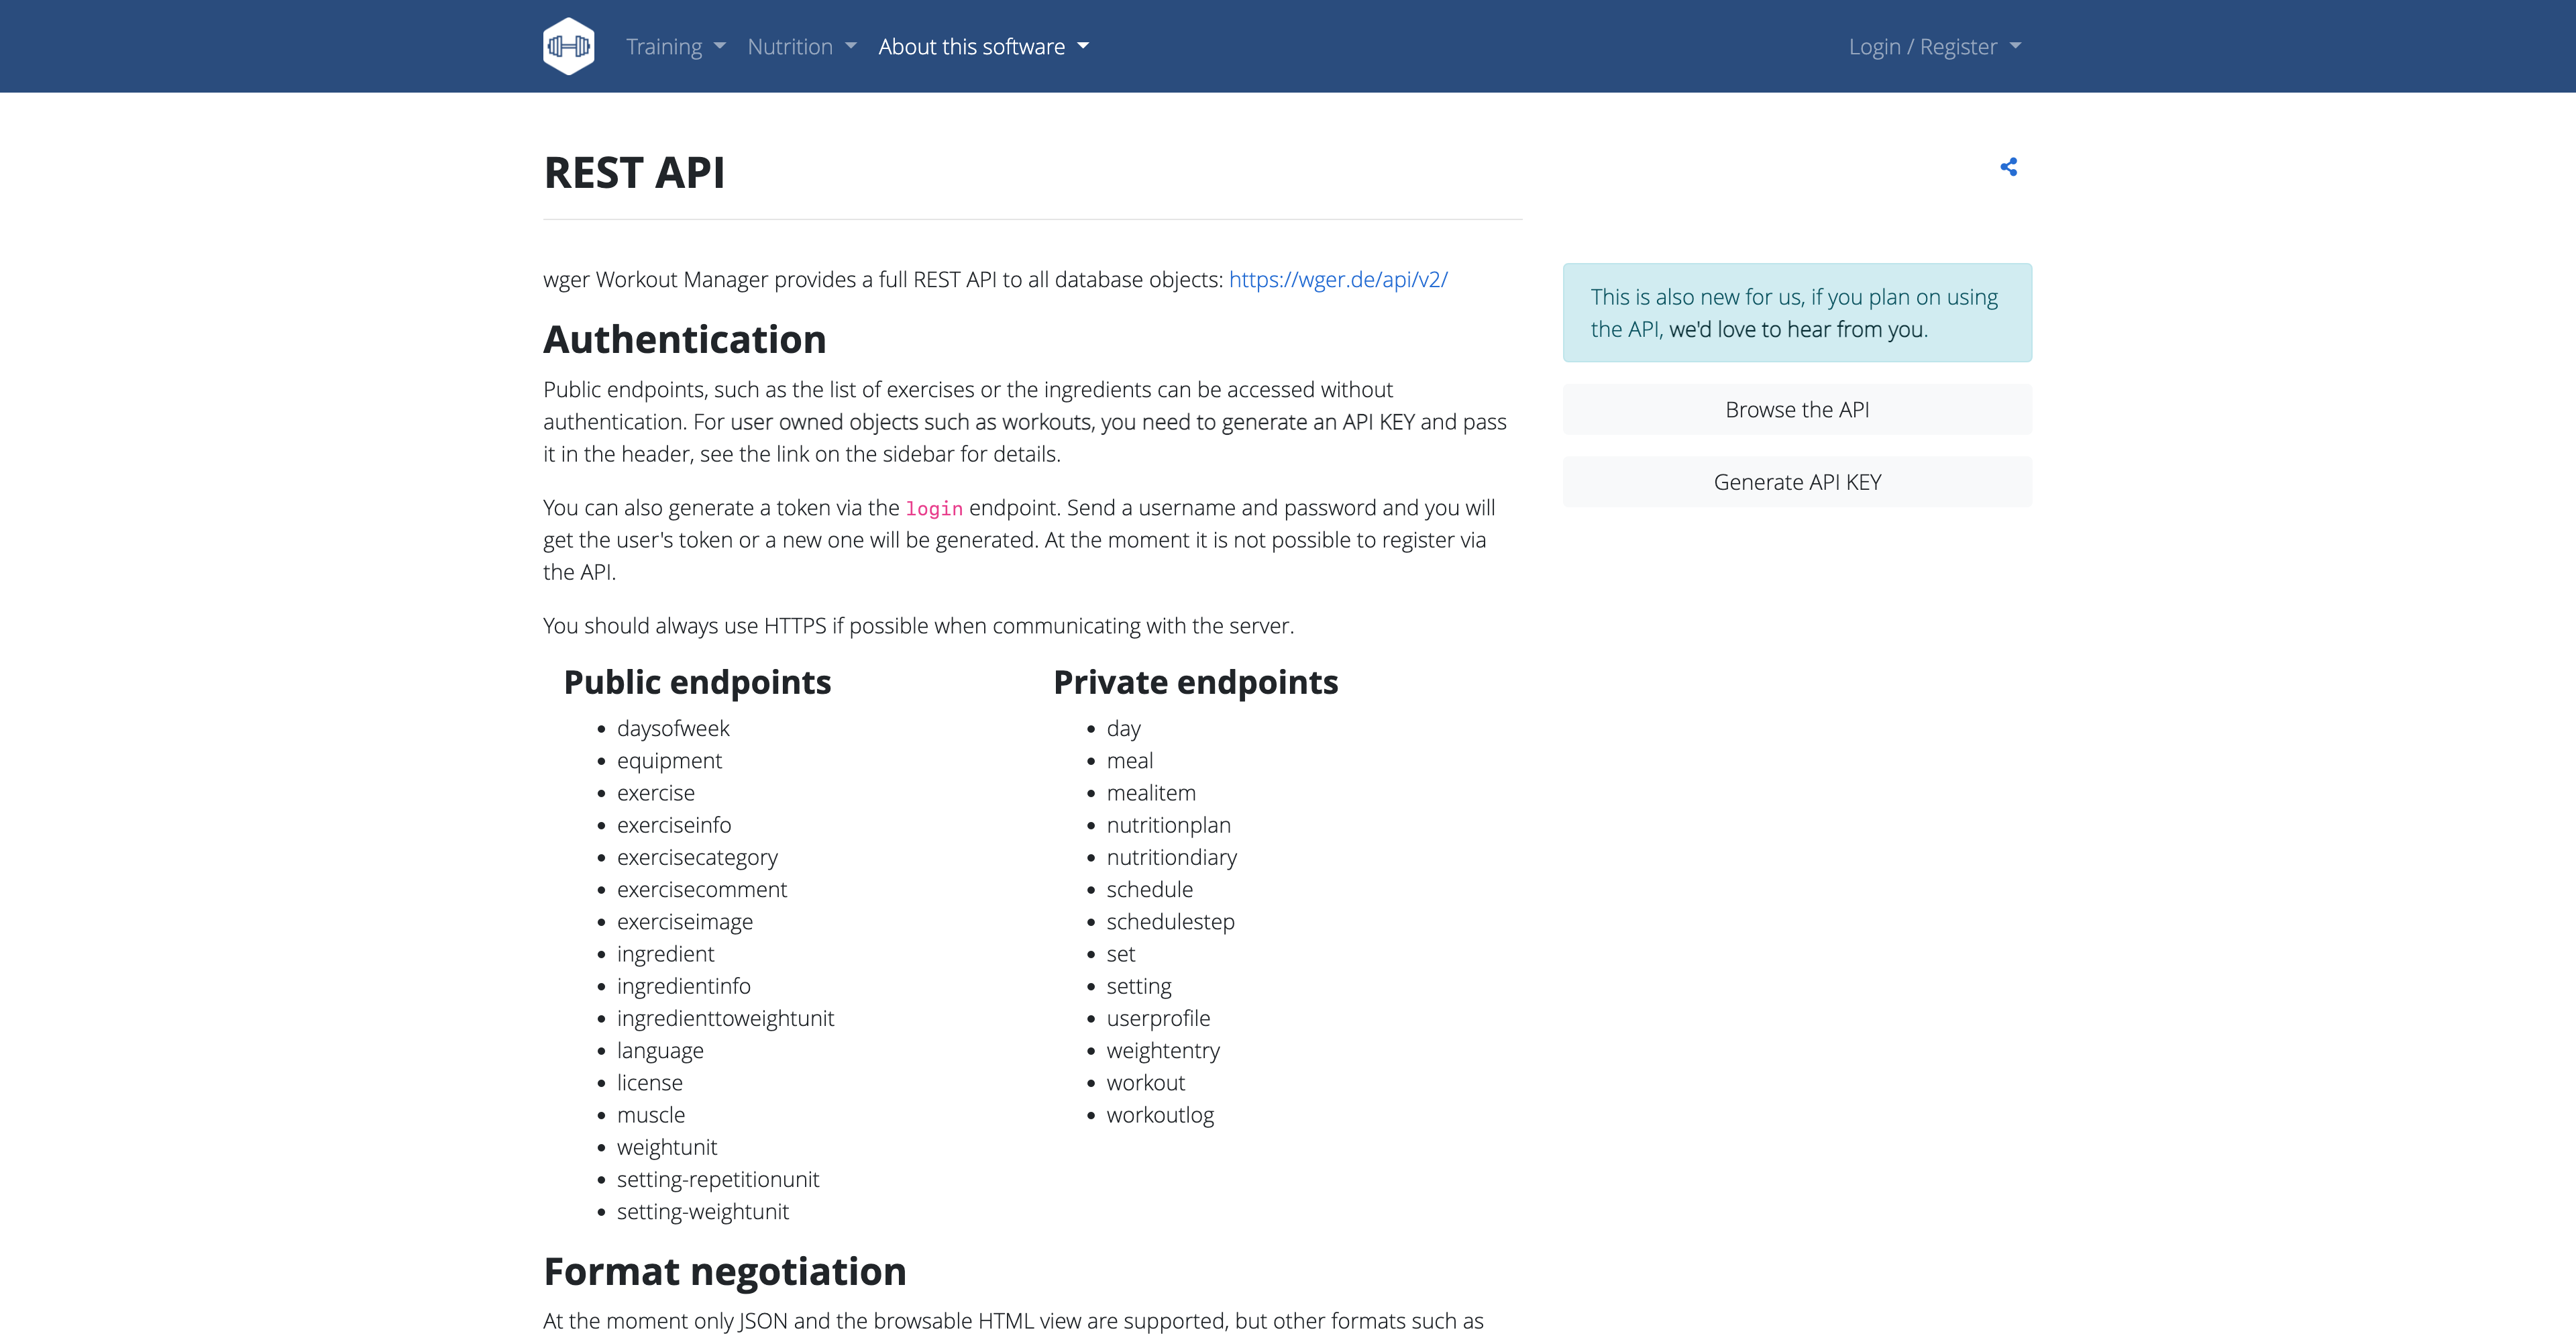 Training Nutrition About this software Login / Register
REST API
wger Workout Manager provides a full REST API to all database objects: https://wger.de/api/v2/
Authentication
Public endpoints, such as the list of exercises or the ingredients can be accessed without
authentication. For user owned objects such as workouts, you need to generate an API KEY and pass
it in the header, see the link on the sidebar for details.
You can also generate a token via the login endpoint. Send a username and password and you will
get the user's token or a new one will be generated. At the moment it is not possible to register via
the API.
You should always use HTTPS if possible when communicating with the server.
Public endpoints
daysofweek
equipment
exercise
exerciseinfo
exercisecategory
exercisecomment
exerciseimage
ingredient
ingredientinfo
ingredienttoweightunit
language
license
muscle
weightunit
setting-repetitionunit
setting-weightunit
Private endpoints
day
meal
mealitem
nutritionplan
nutritiondiary
schedule
schedulestep
set
setting
userprofile
weightentry
workout
workoutlog
Format negotiation
At the moment only JSON and the browsable HTML view are supported, but other formats such as
This is also new for us, if you plan on using
the API, we'd love to hear from you.
Browse the API
Generate API KEY